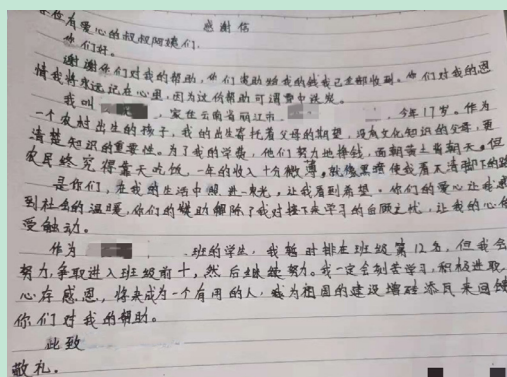 感谢信
你有爱心的叔叔阿姨们:
你们好。
谢谢你们对我的帮助,你们资助给我的钱我已全部收到。你们对我的恩
情我将永远记在心里,因为这份帮助可谓雪中送炭。
我叫 ,家在云南省丽江市 ,今年17岁。作为
一个农村出生的孩子,我的出生寄托着父母的期望,没有文化知识的父母,更
清楚知识的重要性。为了我的学费,他们努力地挣钱,面朝黄土背朝天。但
农民终究得靠天吃饭,一年的收入十分微薄,就像黑暗使我看不清脚下的路
是你们,在我的生活中照进一束光,让我看到希望。你们的爱心让我感
到社会的温暖,你们的援助解除了我对接下来学习的后顾之忧,让我的心倍
受触动。
作为 班的学生,我暂时排在班级第12名,但我会
努力,争取进入班级前十,然后继续努力。我一定会刻苦学习,积极进取
心存感恩,将来成为一个有用的人,或为祖国的建设增砖添瓦来回馈
你们对我的帮助。
此致
敬礼。